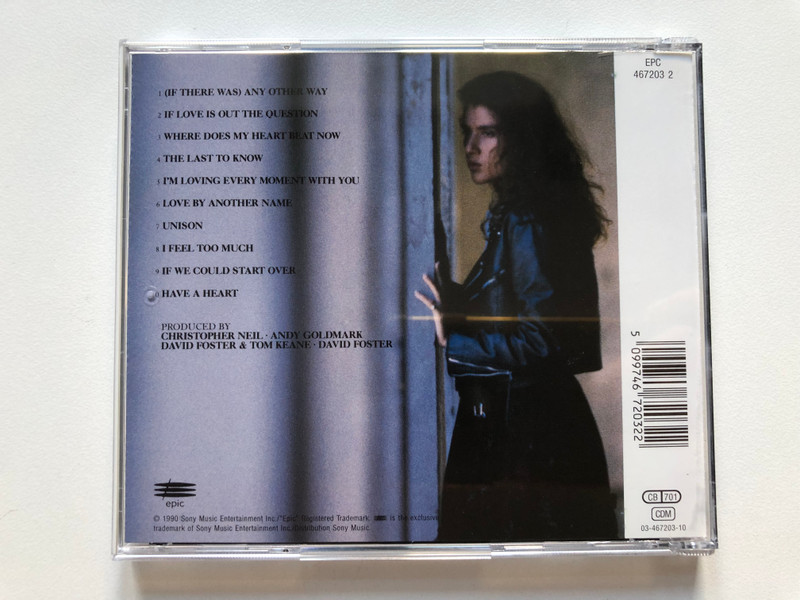 1 (IF THERE WAS) ANY OTHER WAY
2 IF LOVE IS OUT THE QUESTION
3 WHERE DOES MY HEART BEAT NOW
4 THE LAST TO KNOW
5 I'M LOVING EVERY MOMENT WITH YOU
6 LOVE BY ANOTHER NAME
7 UNISON
8 I FEEL TOO MUCH
9 IF WE COULD START OVER
HAVE A HEART
PRODUCED BY
CHRISTOPHER NEIL · ANDY GOLDMARK
DAVID FOSTER & TOM KEANE · DAVID FOSTER
epic
© 1990 Sony Music Entertainment Inc./"Epic" Registered Trademark. is the exclusive
trademark of Sony Music Entertainment Inc. Distribution Sony Music.
EPC
467203 2
5 099746 720322
CB 701
CDM
03-467203-10